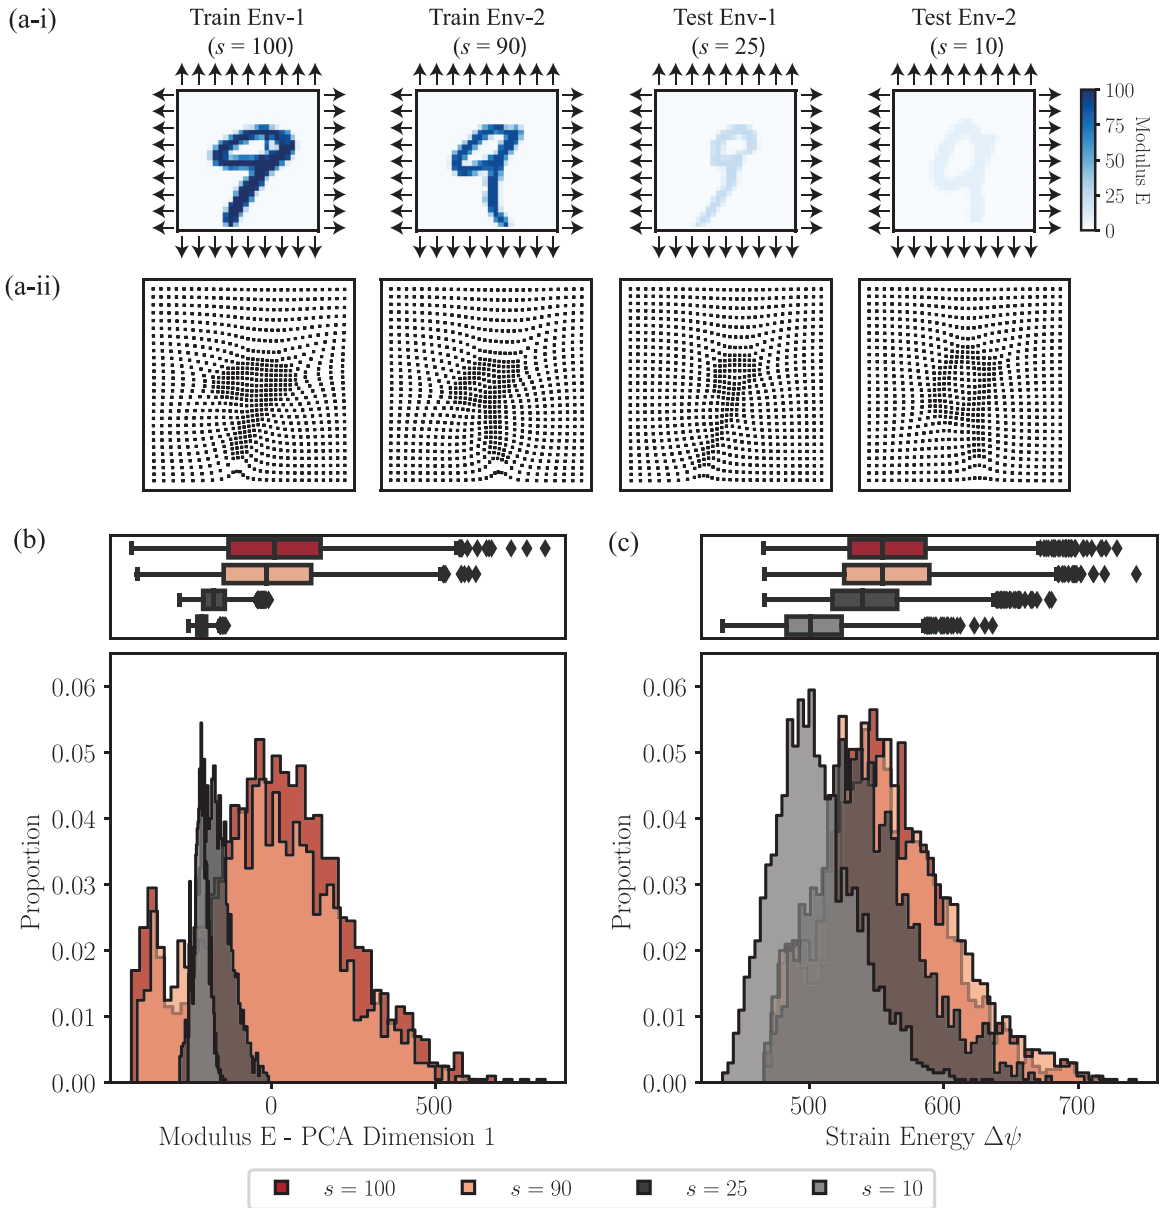 (a-i)
Train Env-1 Train Env-2 Test Env-1 Test Env-2
(s = 100) (s = 90) (s = 25) (s = 10)
100
75
50
25
0
Modulus E
(a-ii)
(b) (c)
0.06
0.05
0.04
0.03
0.02
0.01
0.00
Proportion
0 500
Modulus E - PCA Dimension 1
0.06
0.05
0.04
0.03
0.02
0.01
0.00
Proportion
500 600 700
Strain Energy Δψ
s = 100 s = 90 s = 25 s = 10